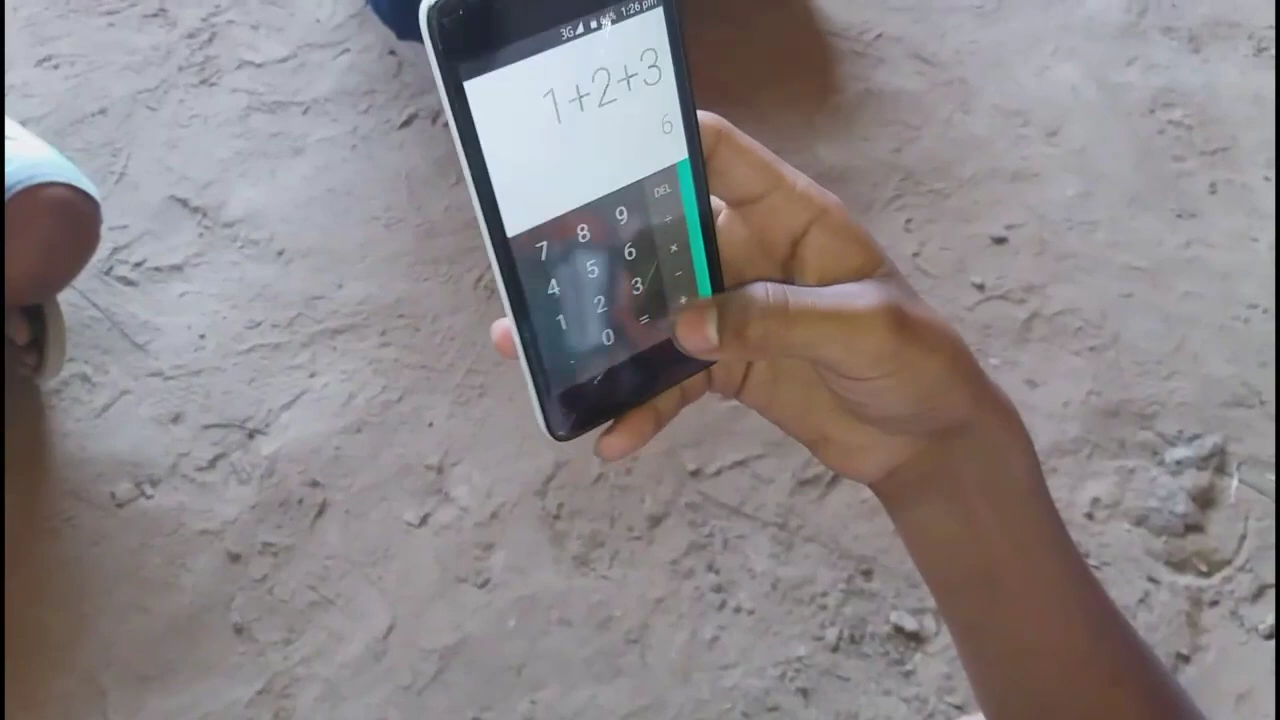 3G 1:26 pm
1+2+3
6
7 8 9 DEL
÷
4 5 6 ×
1 2 3 -
. 0 = +